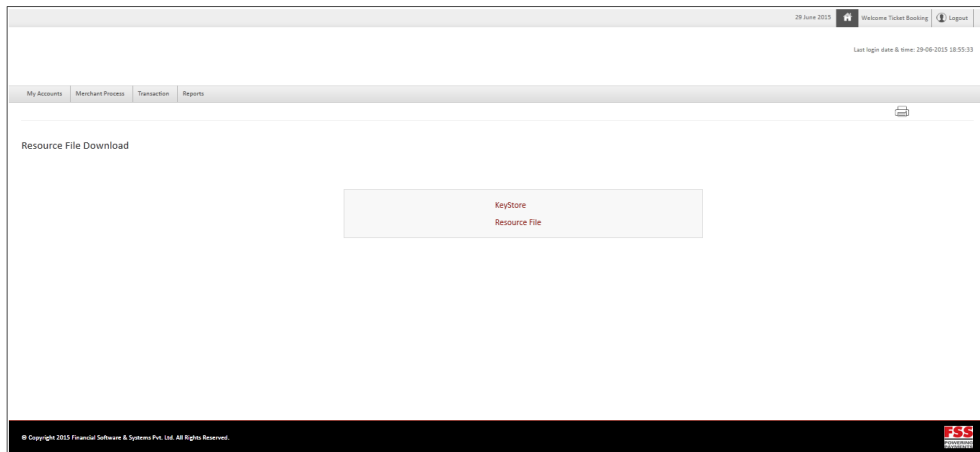 29 June 2015 Welcome Ticket Booking Logout
Last login date & time: 29-06-2015 18:55:33
My Accounts Merchant Process Transaction Reports
Resource File Download
KeyStore
Resource File
© Copyright 2015 Financial Software & Systems Pvt. Ltd. All Rights Reserved.
FSS
POWERING
PAYMENTS